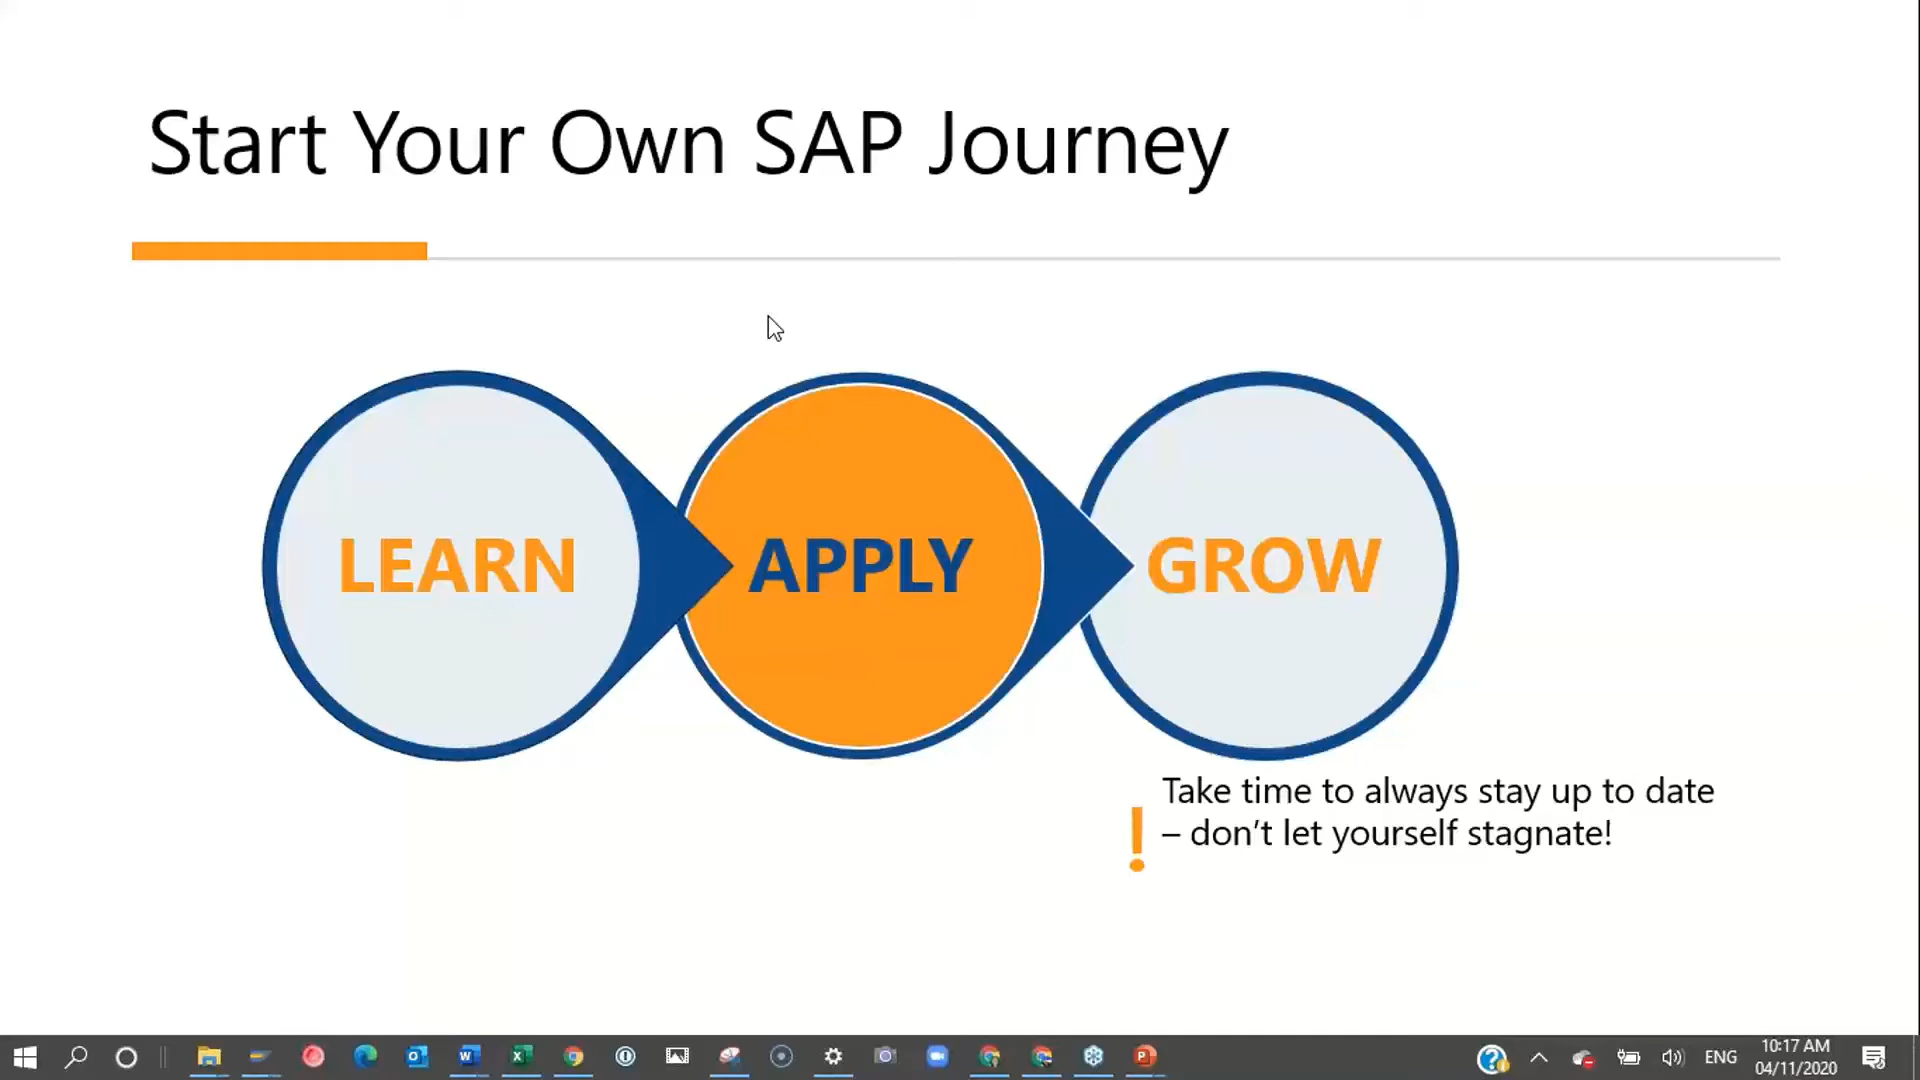 Start Your Own SAP Journey
LEARN
APPLY
GROW
! Take time to always stay up to date
– don’t let yourself stagnate!
ENG
10:17 AM
04/11/2020